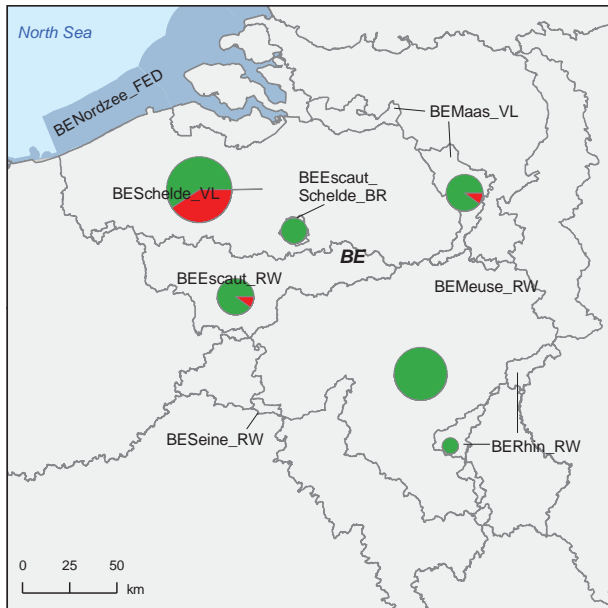 North Sea
BENordzee_FED
BEMaas_VL
BEEscaut_
Schelde_BR
BESchelde_VL
BE
BEEscaut_RW
BEMeuse_RW
BESeine_RW
BERhin_RW
0 25 50
km